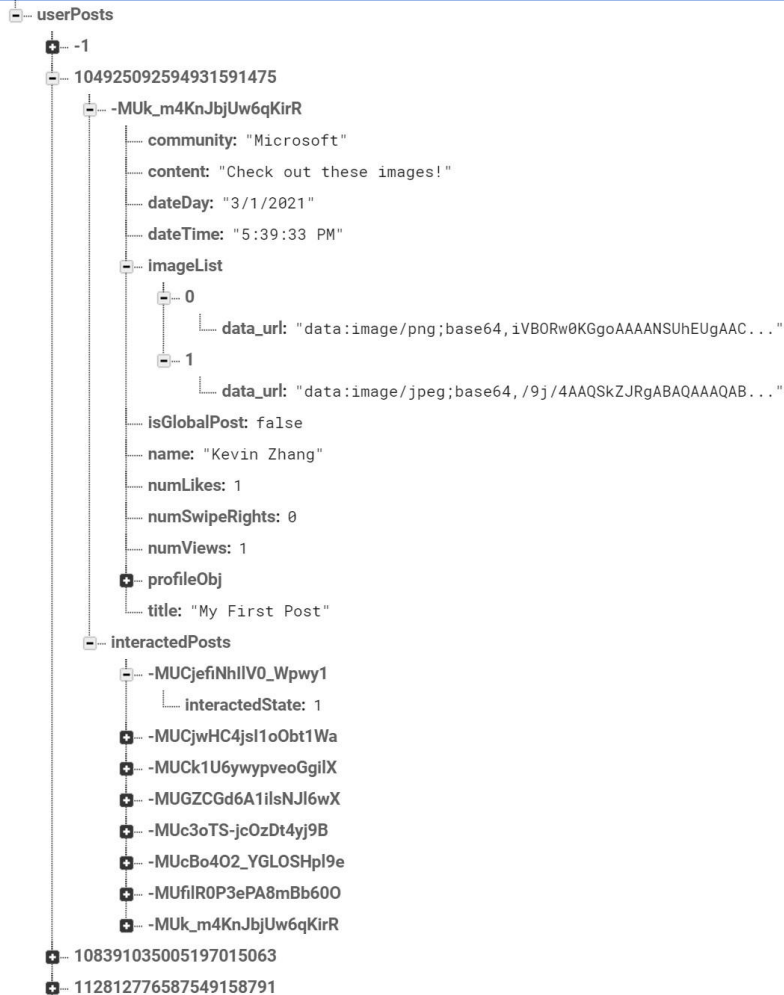 userPosts
-1
104925092594931591475
-MUk_m4KnJbjUw6qKirR
community: "Microsoft"
content: "Check out these images!"
dateDay: "3/1/2021"
dateTime: "5:39:33 PM"
imageList
0
data_url: "data:image/png;base64,iVBORw0KGgoAAAANSUhEUgAAC..."
1
data_url: "data:image/jpeg;base64,/9j/4AAQSkZJRgABAQAAAQAB..."
isGlobalPost: false
name: "Kevin Zhang"
numLikes: 1
numSwipeRights: 0
numViews: 1
profileObj
title: "My First Post"
interactedPosts
-MUCjefiNhIlV0_Wpwy1
interactedState: 1
-MUCjwHC4jsI1oObt1Wa
-MUCk1U6ywypveoGgilX
-MUGZCGd6A1ilsNJl6wX
-MUc3oTS-jcOzDt4yj9B
-MUcBo4O2_YGLOSHpl9e
-MUfilR0P3ePA8mBb60O
-MUk_m4KnJbjUw6qKirR
108391035005197015063
112812776587549158791